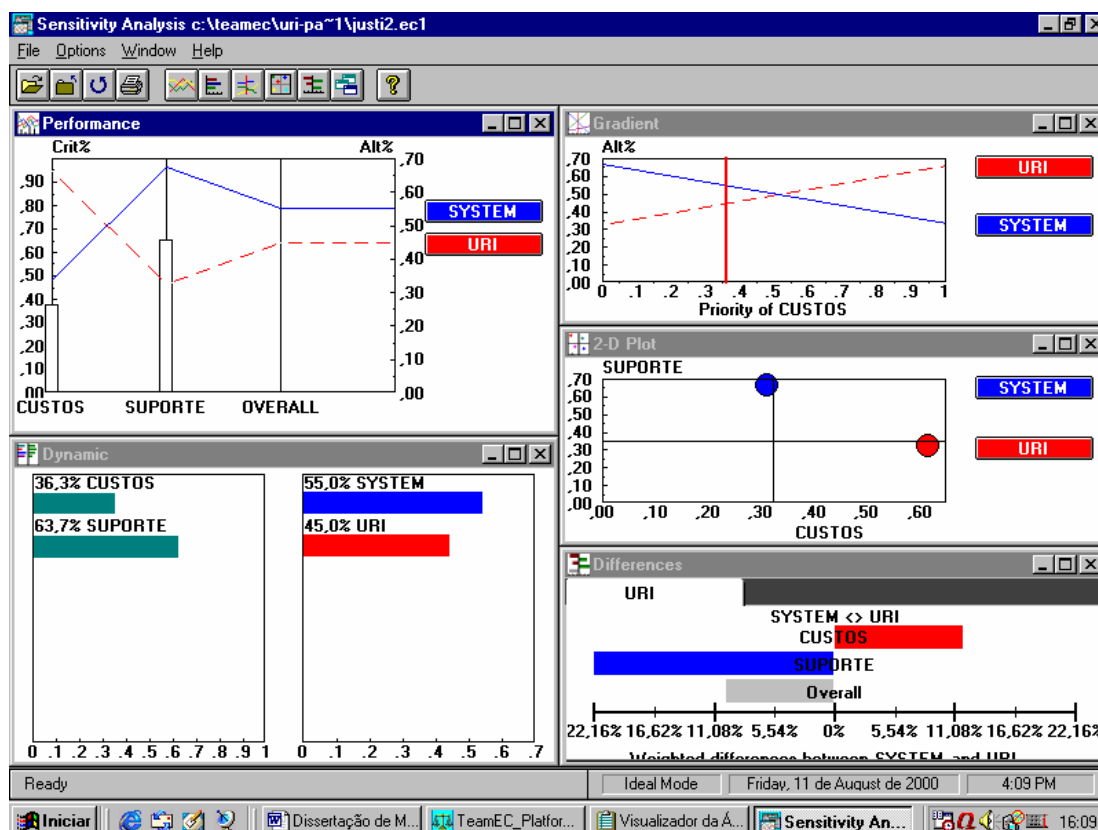 Sensitivity Analysis c:\teamec\uri-pa~1\justi2.ec1
File Options Window Help
Performance
Crit% Alt%
,90
,80
,70
,60
,50
,40
,30
,20
,10
,00
,70
,60
,50
,40
,30
,20
,10
,00
SYSTEM
URI
CUSTOS SUPORTE OVERALL
Gradient
Alt%
,70
,60
,50
,40
,30
,20
,10
,00
0 .1 .2 .3 .4 .5 .6 .7 .8 .9 1
Priority of CUSTOS
URI
SYSTEM
2-D Plot
SUPORTE
,70
,60
,50
,40
,30
,20
,10
,00
,00 ,10 ,20 ,30 ,40 ,50 ,60
CUSTOS
SYSTEM
URI
Dynamic
36,3% CUSTOS
63,7% SUPORTE
0 .1 .2 .3 .4 .5 .6 .7 .8 .9 1
55,0% SYSTEM
45,0% URI
0 .1 .2 .3 .4 .5 .6 .7
Differences
URI
SYSTEM <> URI
CUSTOS
SUPORTE
Overall
22,16% 16,62% 11,08% 5,54% 0% 5,54% 11,08% 16,62% 22,16%
Weighted differences between SYSTEM and URI
Ready Ideal Mode Friday, 11 de August de 2000 4:09 PM
Iniciar Dissertação de M... TeamEC_Platfor... Visualizador da Á... Sensitivity An... 16:09